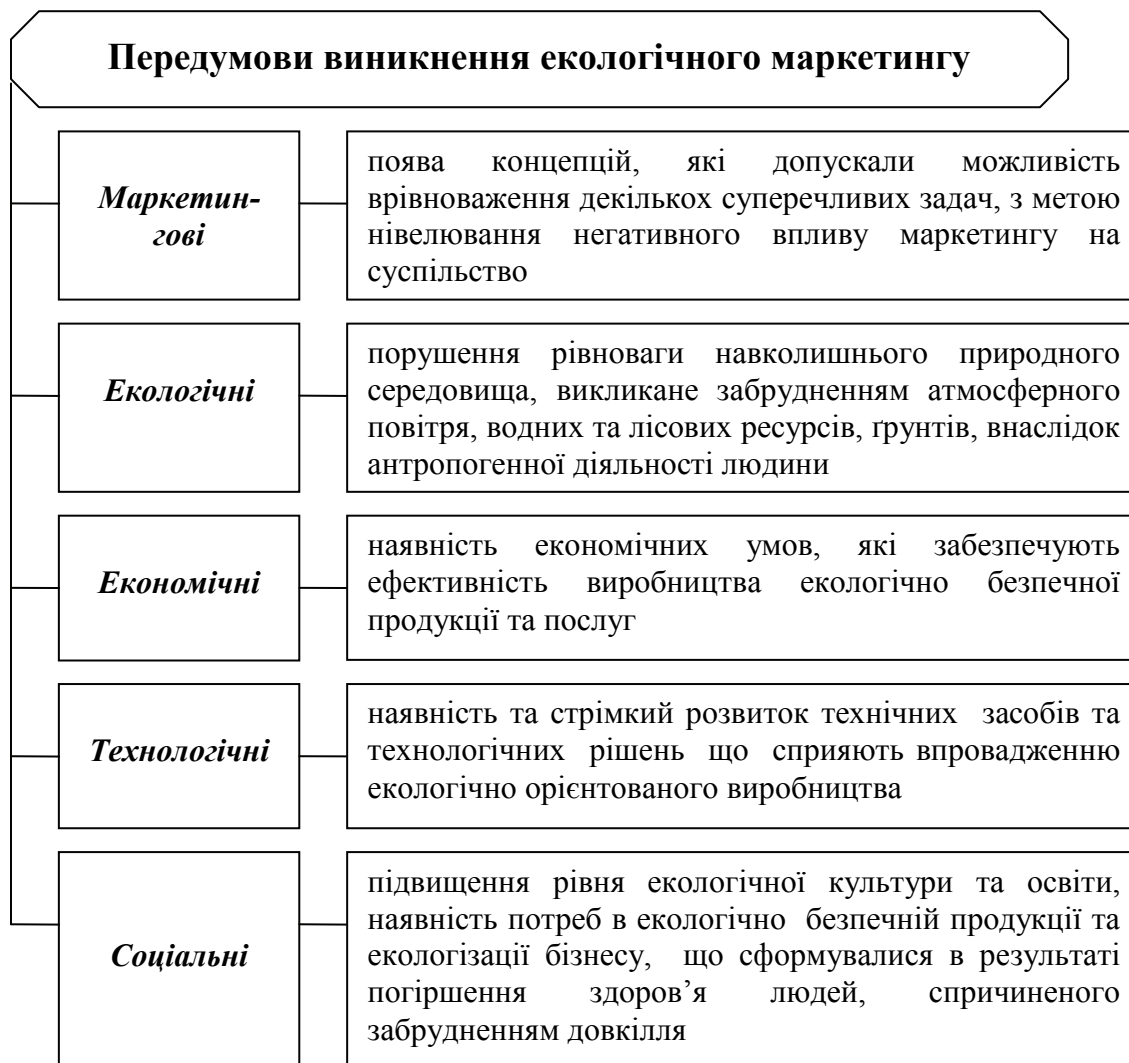 Передумови виникнення екологічного маркетингу
Маркетин-
гові
поява концепцій, які допускали можливість
врівноваження декількох суперечливих задач, з метою
нівелювання негативного впливу маркетингу на
суспільство
Екологічні
порушення рівноваги навколишнього природного
середовища, викликане забрудненням атмосферного
повітря, водних та лісових ресурсів, ґрунтів, внаслідок
антропогенної діяльності людини
Економічні
наявність економічних умов, які забезпечують
ефективність виробництва екологічно безпечної
продукції та послуг
Технологічні
наявність та стрімкий розвиток технічних засобів та
технологічних рішень що сприяють впровадженню
екологічно орієнтованого виробництва
Соціальні
підвищення рівня екологічної культури та освіти,
наявність потреб в екологічно безпечній продукції та
екологізації бізнесу, що сформувалися в результаті
погіршення здоров’я людей, спричиненого
забрудненням довкілля